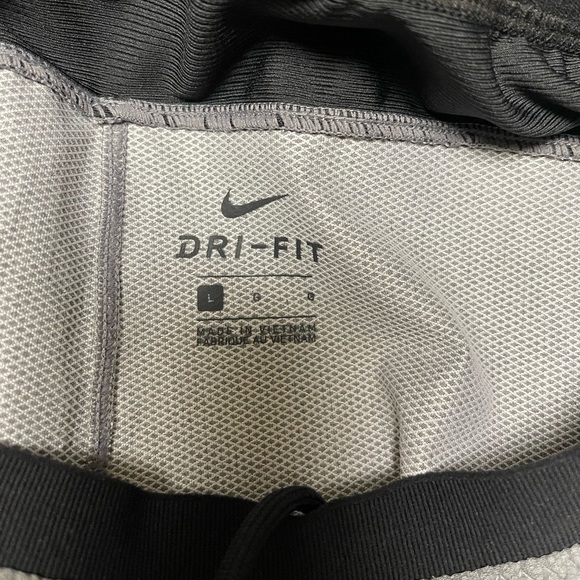 DRI-FIT
L G G
MADE IN VIETNAM
FABRIQUE AU VIETNAM